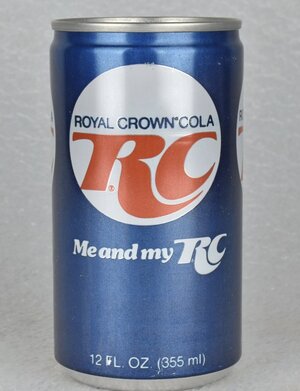 ROYAL CROWN® COLA
RC®
Me and my RC
12 FL. OZ. (355 ml)